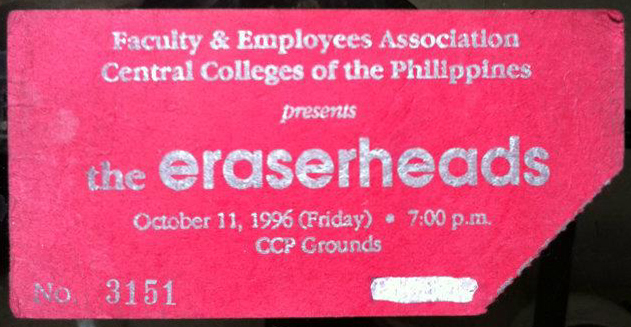 Faculty & Employees Association
Central Colleges of the Philippines
presents
the eraserheads
October 11, 1996 (Friday) • 7:00 p.m.
CCP Grounds
No. 3151